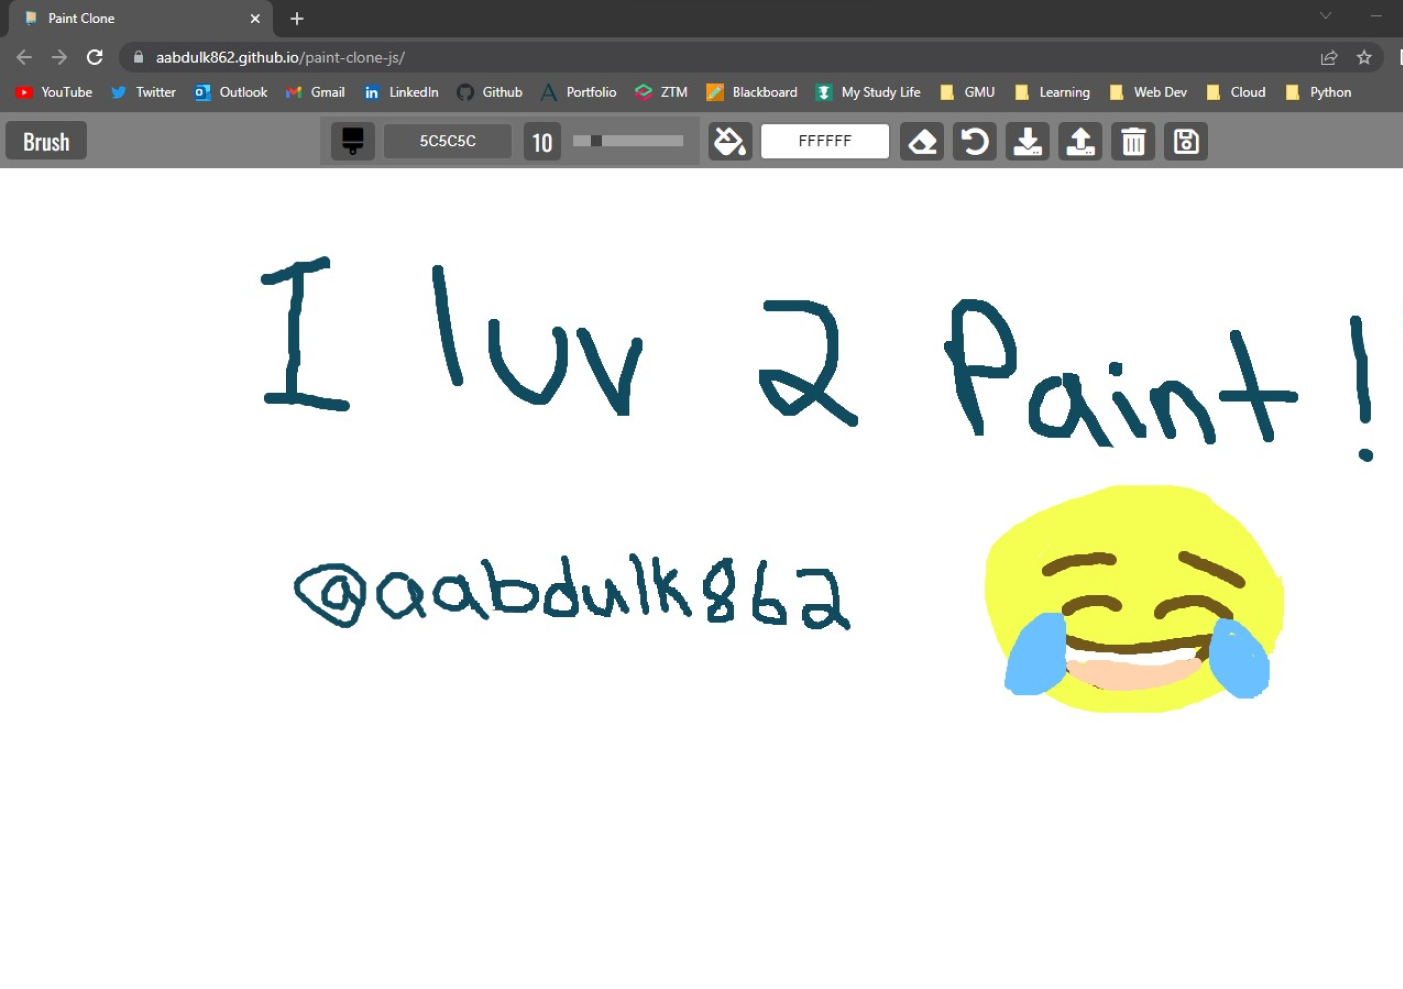 Paint Clone
aabdulk862.github.io/paint-clone-js/
YouTube Twitter Outlook Gmail LinkedIn Github Portfolio ZTM Blackboard My Study Life GMU Learning Web Dev Cloud Python
Brush 5C5C5C 10 FFFFFF
I luv 2 Paint!
@aabdulk862